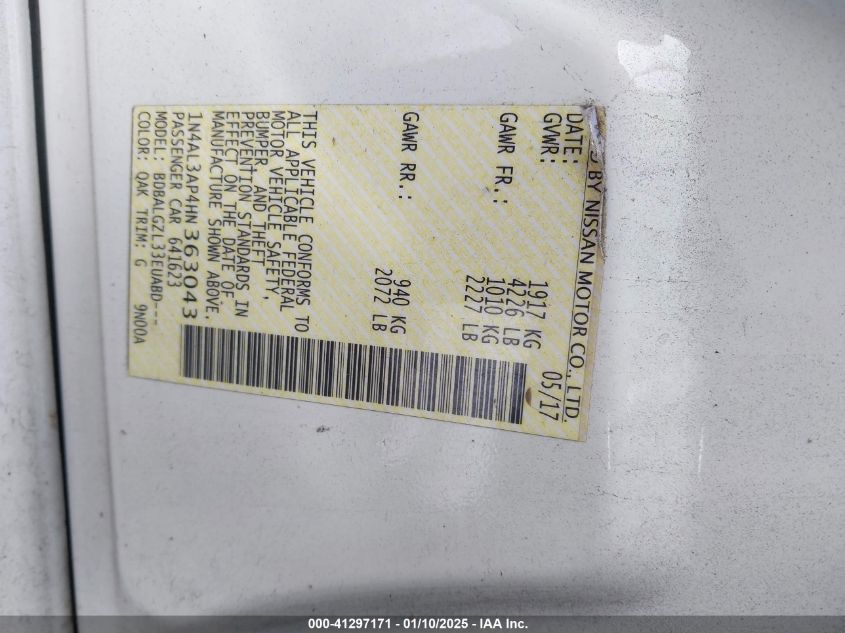 D BY NISSAN MOTOR CO., LTD.
DATE: 05/17
GVWR: 1917 KG
4226 LB
GAWR FR.: 1010 KG
2227 LB
GAWR RR.: 940 KG
2072 LB
THIS VEHICLE CONFORMS TO
ALL APPLICABLE FEDERAL
MOTOR VEHICLE SAFETY,
BUMPER, AND THEFT
PREVENTION STANDARDS IN
EFFECT ON THE DATE OF
MANUFACTURE SHOWN ABOVE.
1N4AL3AP4HN363043
PASSENGER CAR 641623
MODEL: BDBALGZL33EUABD---
COLOR: QAK TRIM: G 9N00A
000-41297171 - 01/10/2025 - IAA Inc.